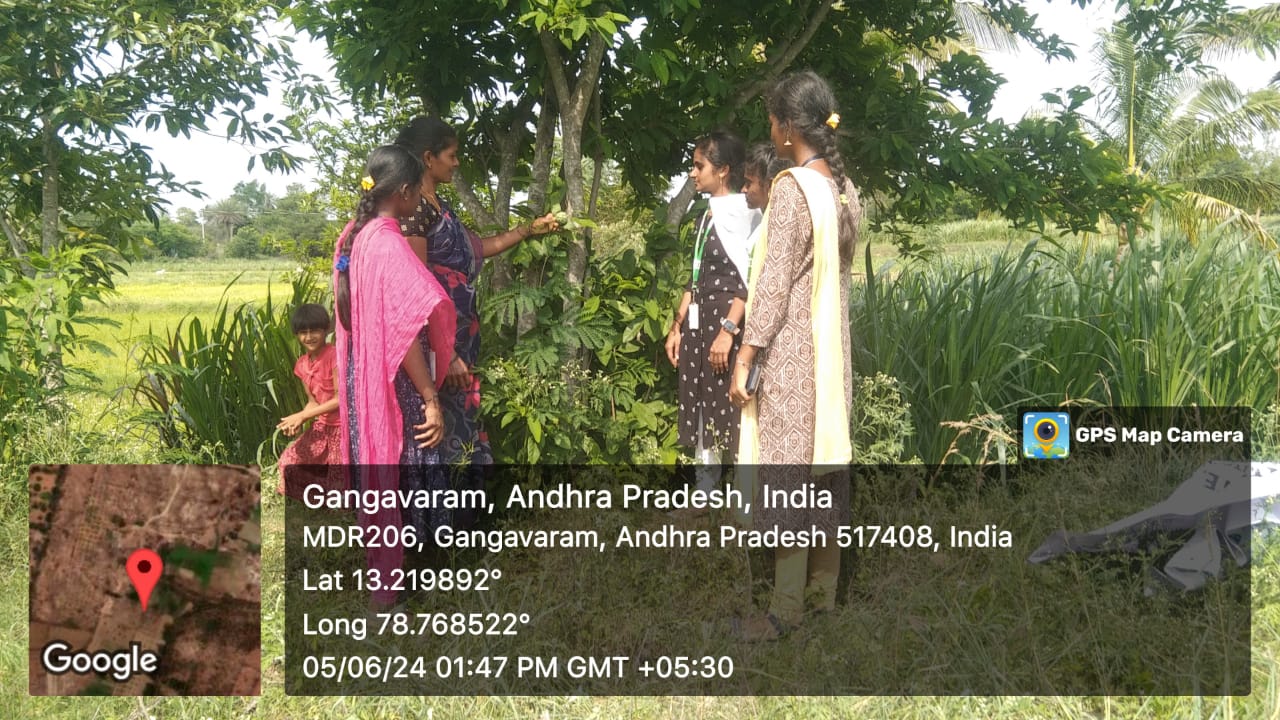 GPS Map Camera
Gangavaram, Andhra Pradesh, India
MDR206, Gangavaram, Andhra Pradesh 517408, India
Lat 13.219892°
Long 78.768522°
05/06/24 01:47 PM GMT +05:30
Google